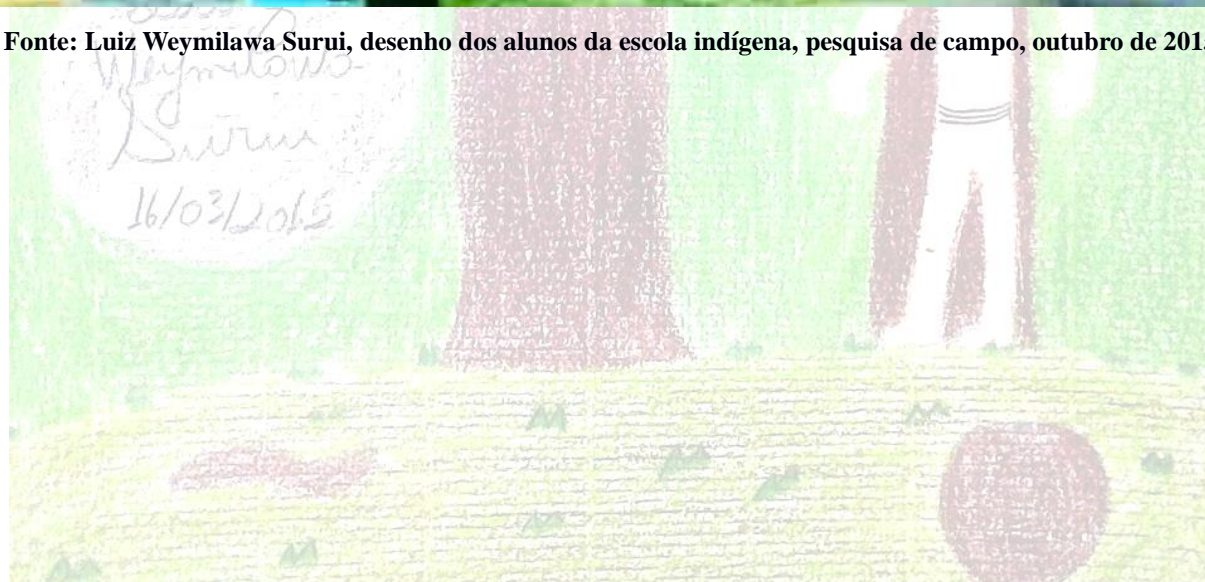 Fonte: Luiz Weymilawa Surui, desenho dos alunos da escola indígena, pesquisa de campo, outubro de
Weymilawa
Surui
16/03/2015